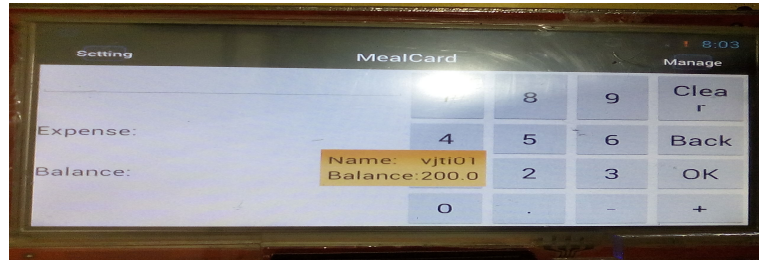 8:03
Setting MealCard Manage
8 9 Clear
Expense:
4 5 6 Back
Name: vjti01
Balance: Balance:200.0 2 3 OK
0 . - +